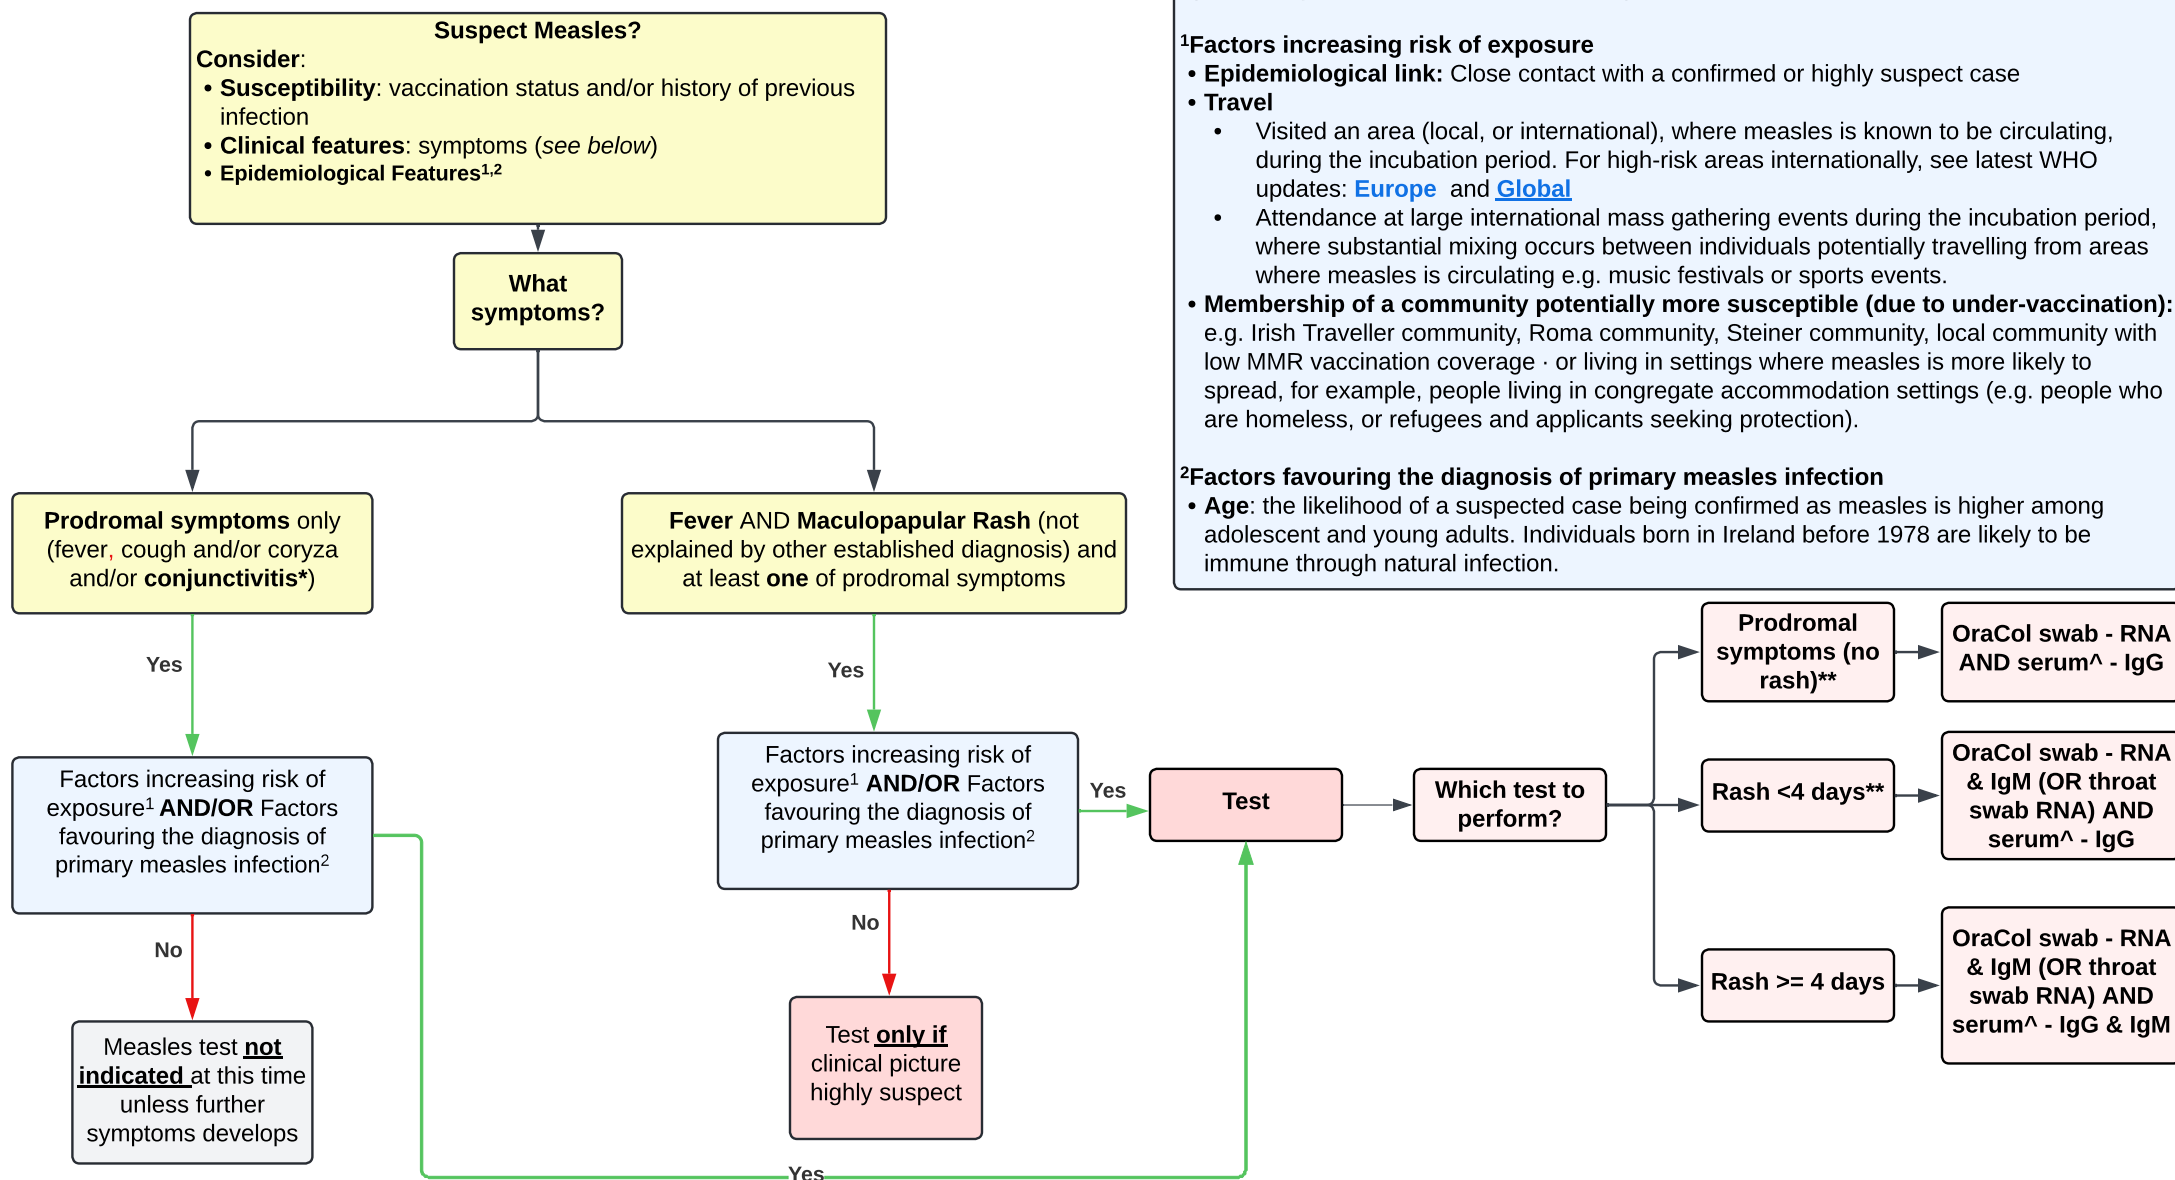 Suspect Measles?
Consider:
• Susceptibility: vaccination status and/or history of previous
infection
• Clinical features: symptoms (see below)
• Epidemiological Features1,2
What
symptoms?
Prodromal symptoms only
(fever, cough and/or coryza
and/or conjunctivitis*)
Fever AND Maculopapular Rash (not
explained by other established diagnosis) and
at least one of prodromal symptoms
Yes
Yes
Factors increasing risk of
exposure1 AND/OR Factors
favouring the diagnosis of
primary measles infection2
Factors increasing risk of
exposure1 AND/OR Factors
favouring the diagnosis of
primary measles infection2
Yes
No
No
Measles test not
indicated at this time
unless further
symptoms develops
Test only if
clinical picture
highly suspect
Yes
Test
Which test to
perform?
1Factors increasing risk of exposure
• Epidemiological link: Close contact with a confirmed or highly suspect case
• Travel
• Visited an area (local, or international), where measles is known to be circulating,
during the incubation period. For high-risk areas internationally, see latest WHO
updates: Europe and Global
• Attendance at large international mass gathering events during the incubation period,
where substantial mixing occurs between individuals potentially travelling from areas
where measles is circulating e.g. music festivals or sports events.
• Membership of a community potentially more susceptible (due to under-vaccination):
e.g. Irish Traveller community, Roma community, Steiner community, local community with
low MMR vaccination coverage · or living in settings where measles is more likely to
spread, for example, people living in congregate accommodation settings (e.g. people who
are homeless, or refugees and applicants seeking protection).
2Factors favouring the diagnosis of primary measles infection
• Age: the likelihood of a suspected case being confirmed as measles is higher among
adolescent and young adults. Individuals born in Ireland before 1978 are likely to be
immune through natural infection.
Prodromal
symptoms (no
rash)**
OraCol swab - RNA
AND serum^ - IgG
Rash <4 days**
OraCol swab - RNA
& IgM (OR throat
swab RNA) AND
serum^ - IgG
Rash >= 4 days
OraCol swab - RNA
& IgM (OR throat
swab RNA) AND
serum^ - IgG & IgM